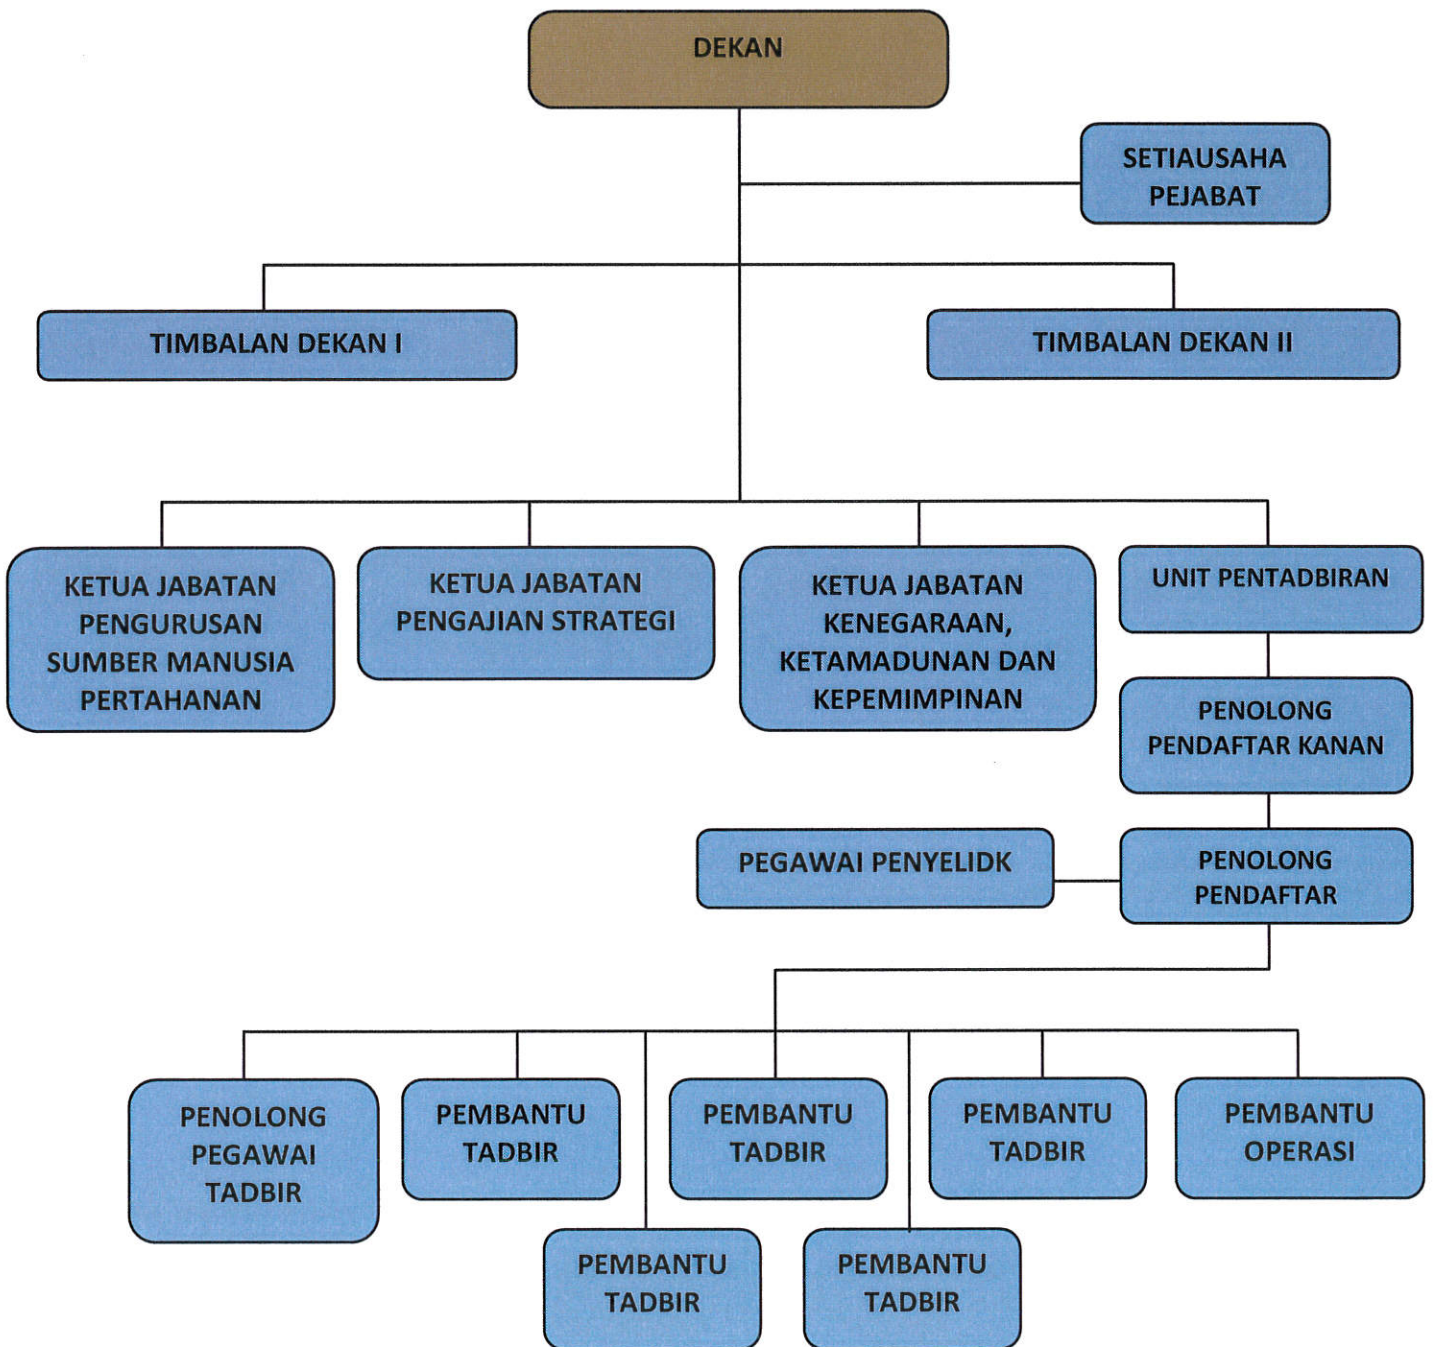 DEKAN
SETIAUSAHA
PEJABAT
TIMBALAN DEKAN I
TIMBALAN DEKAN II
KETUA JABATAN
PENGURUSAN
SUMBER MANUSIA
PERTAHANAN
KETUA JABATAN
PENGAJIAN STRATEGI
KETUA JABATAN
KENEGARAAN,
KETAMADUNAN DAN
KEPEMIMPINAN
UNIT PENTADBIRAN
PENOLONG
PENDAFTAR KANAN
PEGAWAI PENYELIDK
PENOLONG
PENDAFTAR
PENOLONG
PEGAWAI
TADBIR
PEMBANTU
TADBIR
PEMBANTU
TADBIR
PEMBANTU
TADBIR
PEMBANTU
OPERASI
PEMBANTU
TADBIR
PEMBANTU
TADBIR